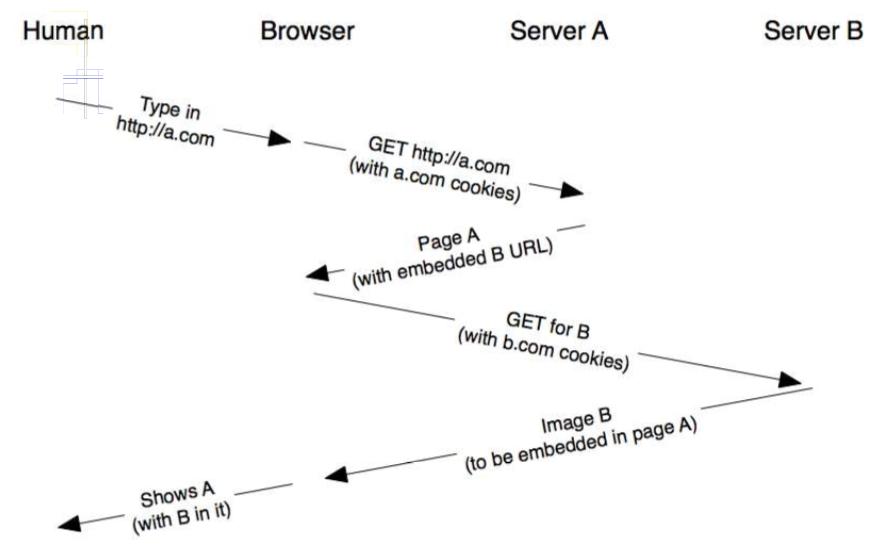 Human Browser Server A Server B
Type in
http://a.com
GET http://a.com
(with a.com cookies)
Page A
(with embedded B URL)
GET for B
(with b.com cookies)
Image B
(to be embedded in page A)
Shows A
(with B in it)